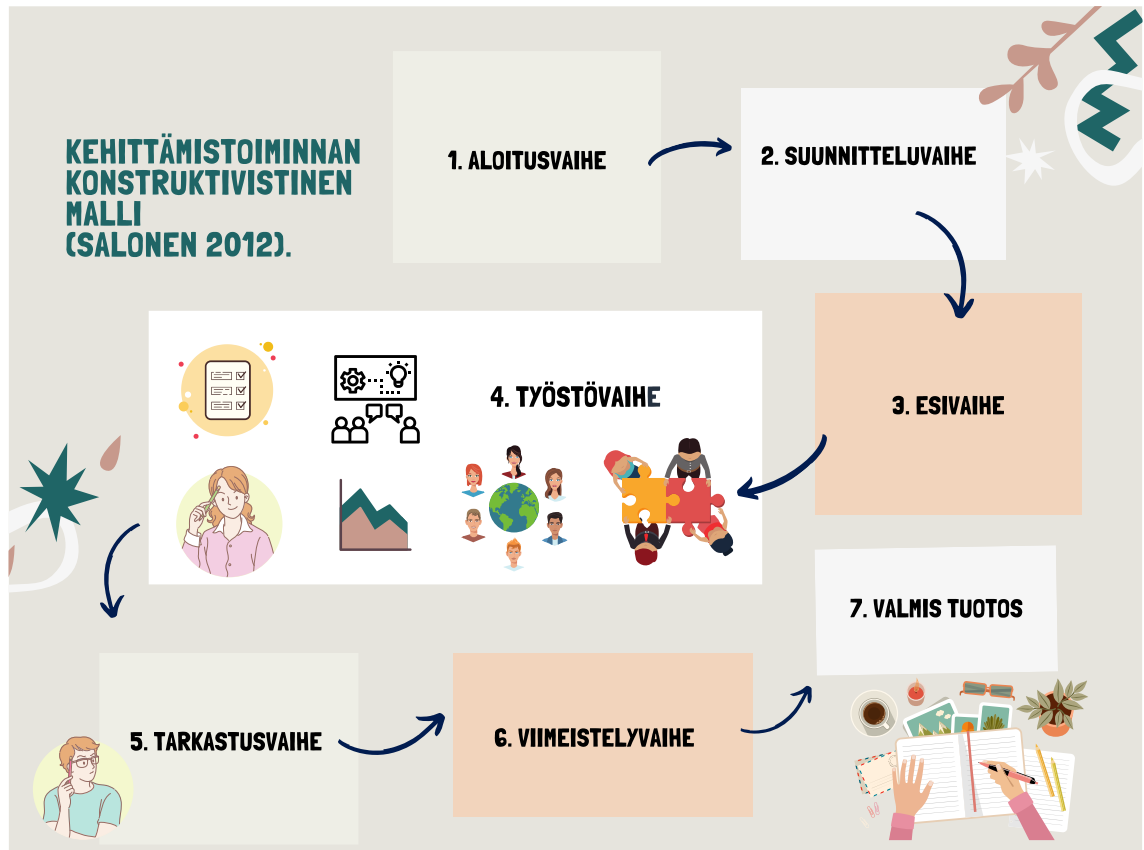 KEHITTÄMISTOIMINNAN
KONSTRUKTIVISTINEN
MALLI
(SALONEN 2012).
1. ALOITUSVAIHE
2. SUUNNITTELUVAIHE
3. ESIVAIHE
4. TYÖSTÖVAIHE
5. TARKASTUSVAIHE
6. VIIMEISTELYVAIHE
7. VALMIS TUOTOS